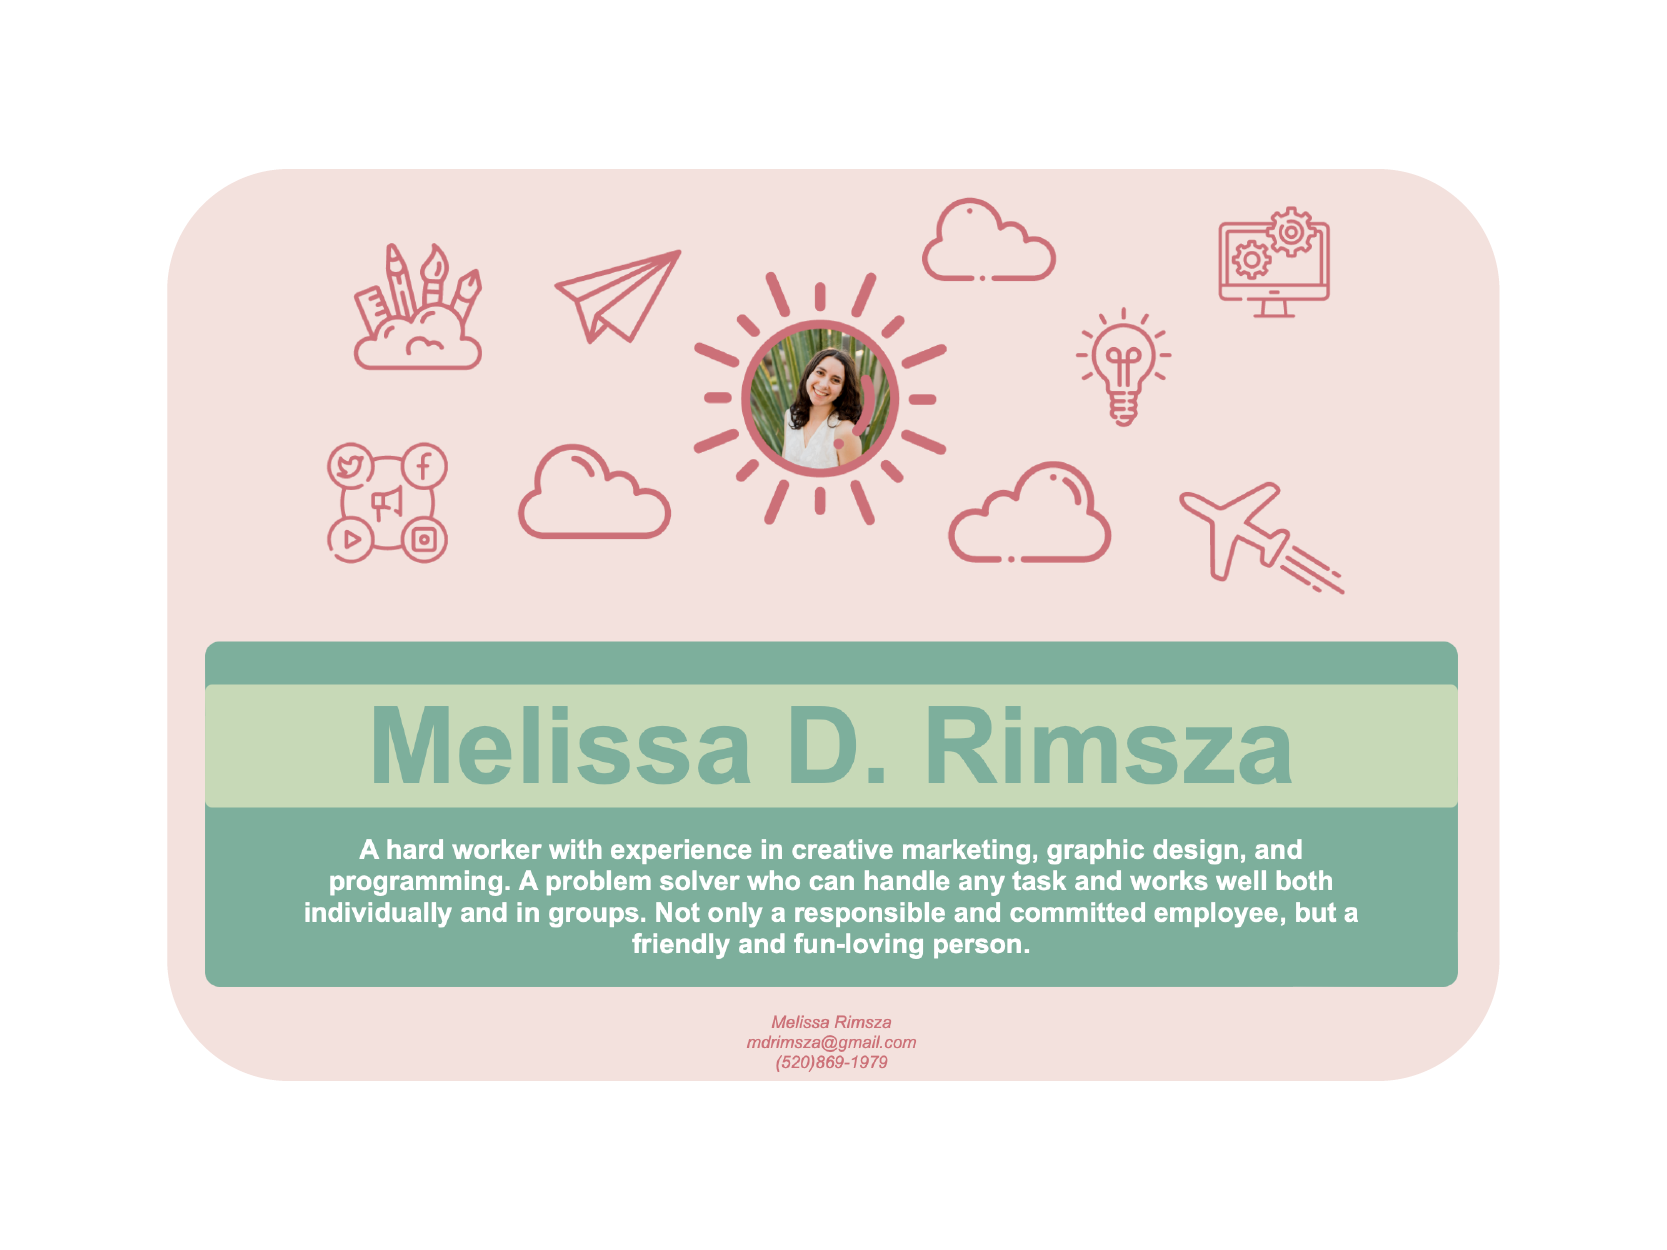 Melissa D. Rimsza
A hard worker with experience in creative marketing, graphic design, and
programming. A problem solver who can handle any task and works well both
individually and in groups. Not only a responsible and committed employee, but a
friendly and fun-loving person.
Melissa Rimsza
mdrimsza@gmail.com
(520)869-1979